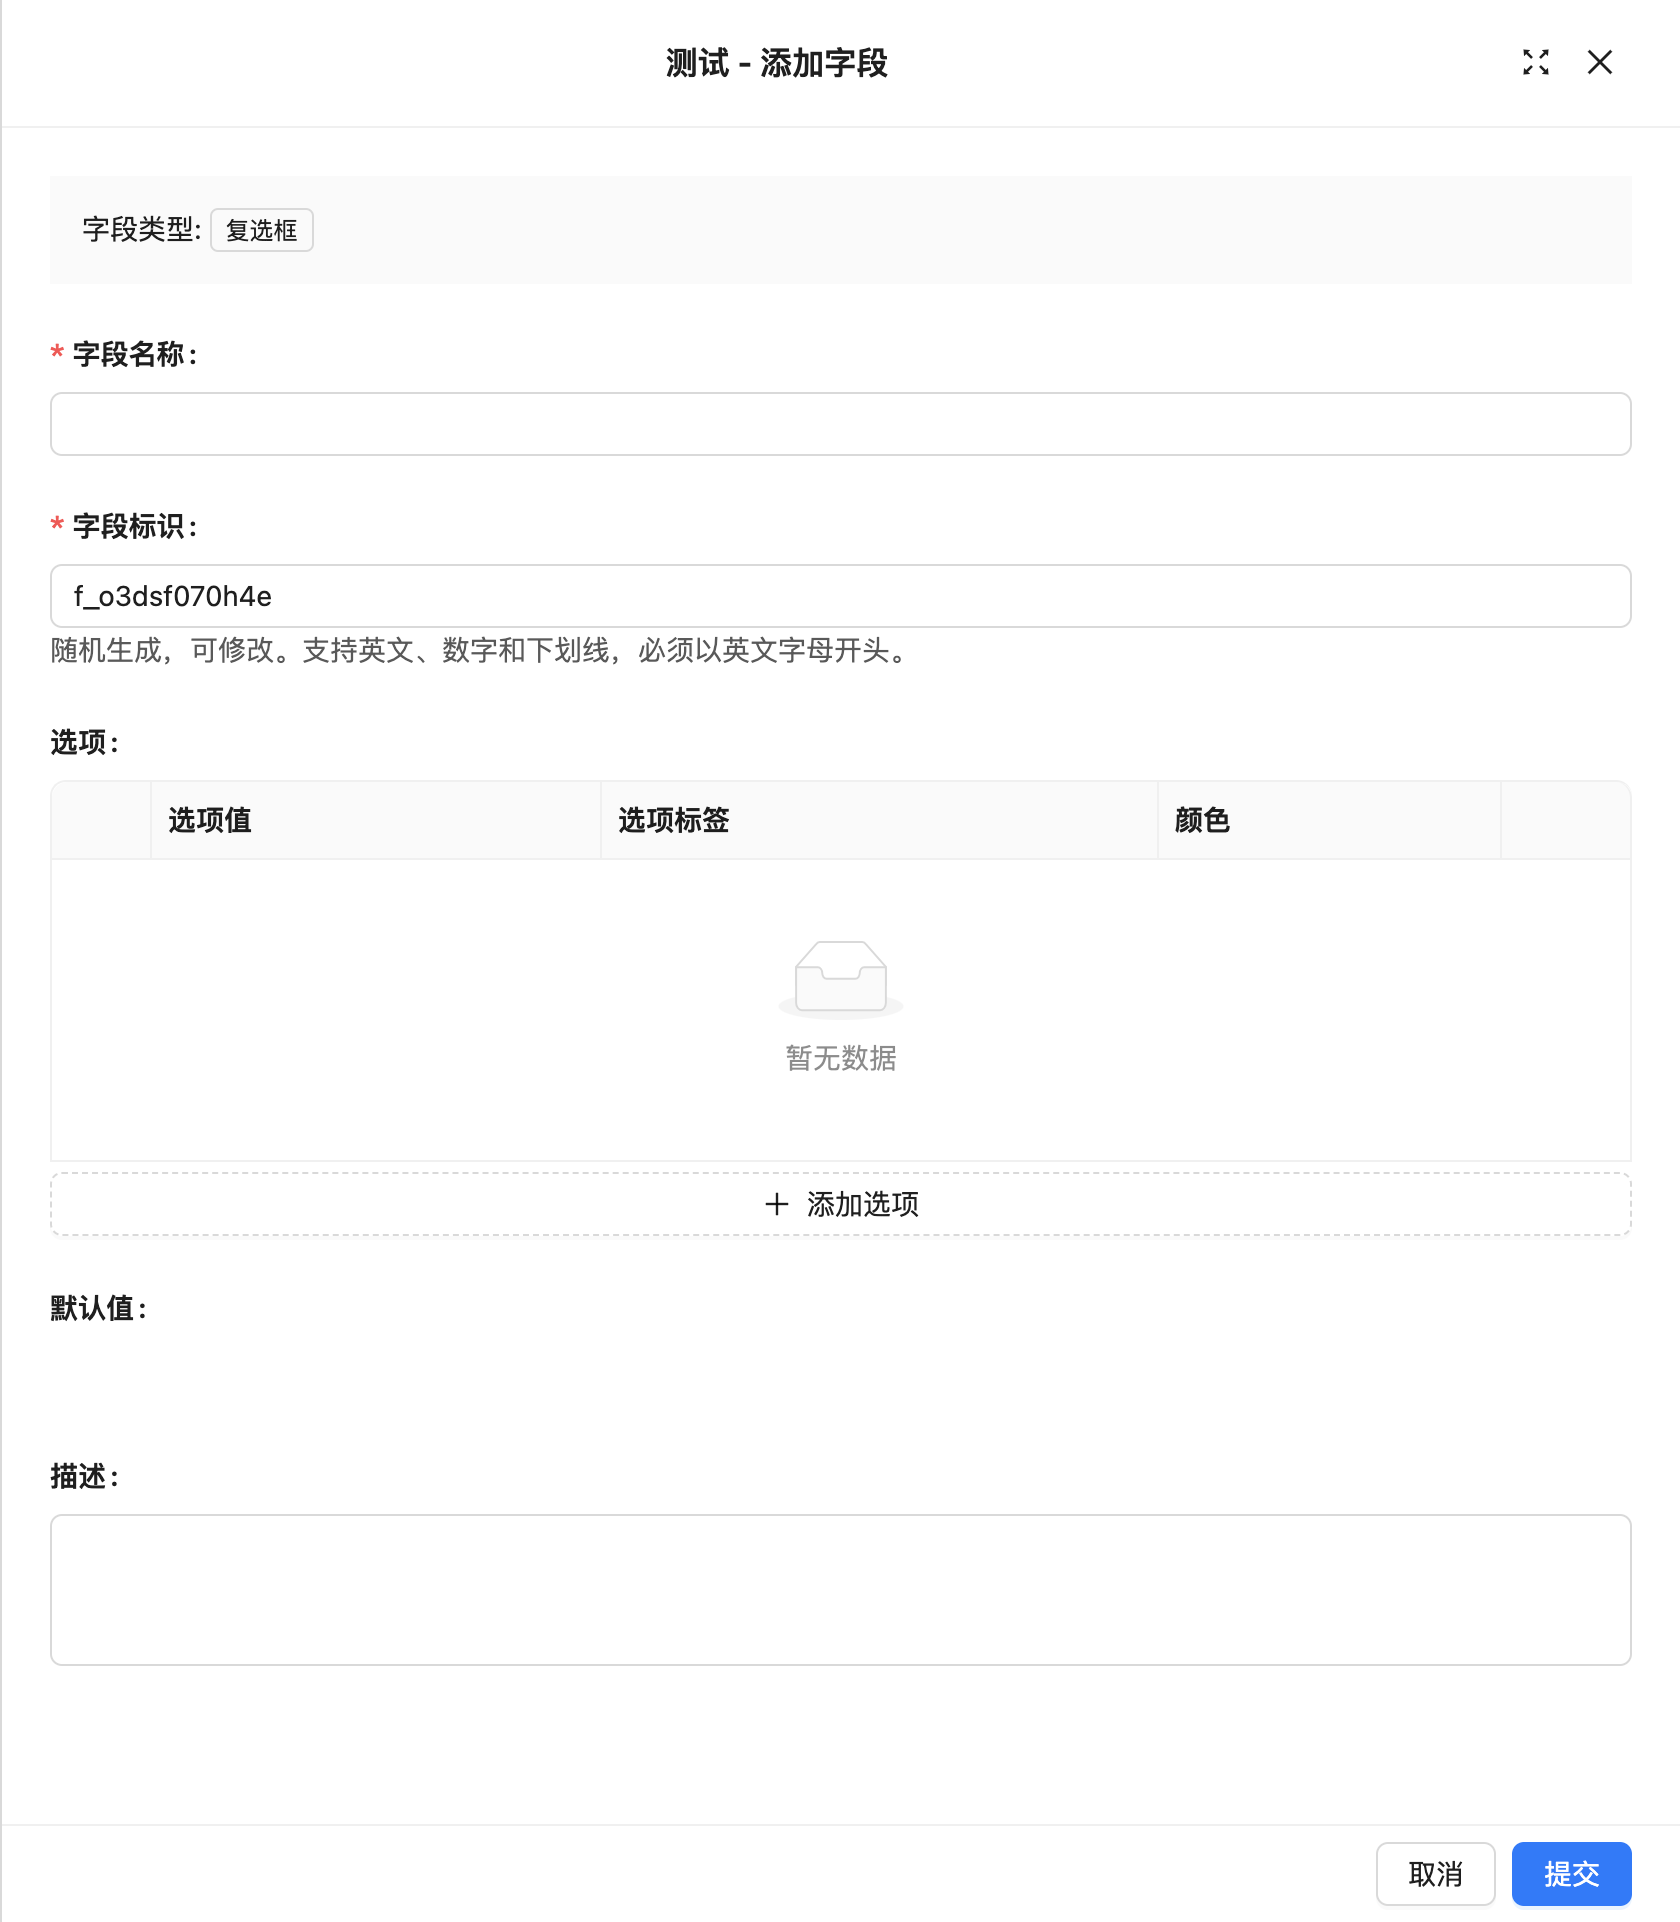 测试 - 添加字段
字段类型: 复选框
* 字段名称:
* 字段标识:
f_o3dsf070h4e
随机生成，可修改。支持英文、数字和下划线，必须以英文字母开头。
选项:
选项值 选项标签 颜色
暂无数据
+ 添加选项
默认值:
描述:
取消 提交